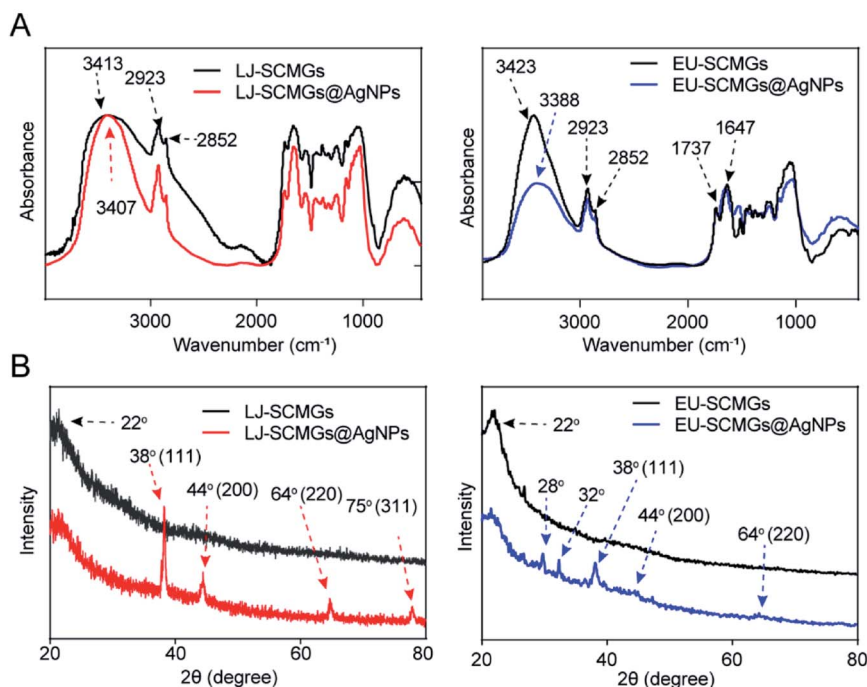 A
3413
2923
LJ-SCMGs
LJ-SCMGs@AgNPs
2852
3407
Absorbance
3000
2000
1000
Wavenumber (cm⁻¹)
EU-SCMGs
EU-SCMGs@AgNPs
3423
3388
2923
2852
1737
1647
Absorbance
3000
2000
1000
Wavenumber (cm⁻¹)
B
LJ-SCMGs
LJ-SCMGs@AgNPs
22°
38° (111)
44° (200)
64° (220)
75° (311)
Intensity
20
40
60
80
2θ (degree)
EU-SCMGs
EU-SCMGs@AgNPs
22°
28°
32°
38° (111)
44° (200)
64° (220)
Intensity
20
40
60
80
2θ (degree)